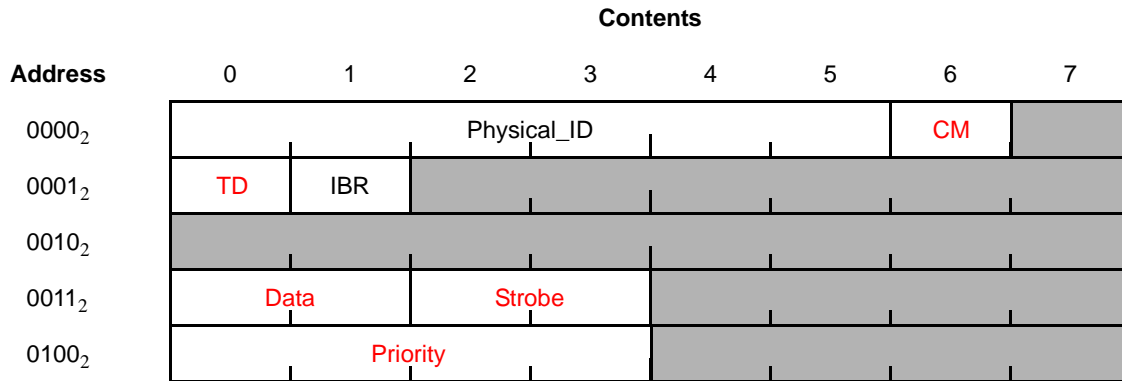 Contents
Address 0 1 2 3 4 5 6 7
0000₂ Physical_ID CM
0001₂ TD IBR
0010₂
0011₂ Data Strobe
0100₂ Priority